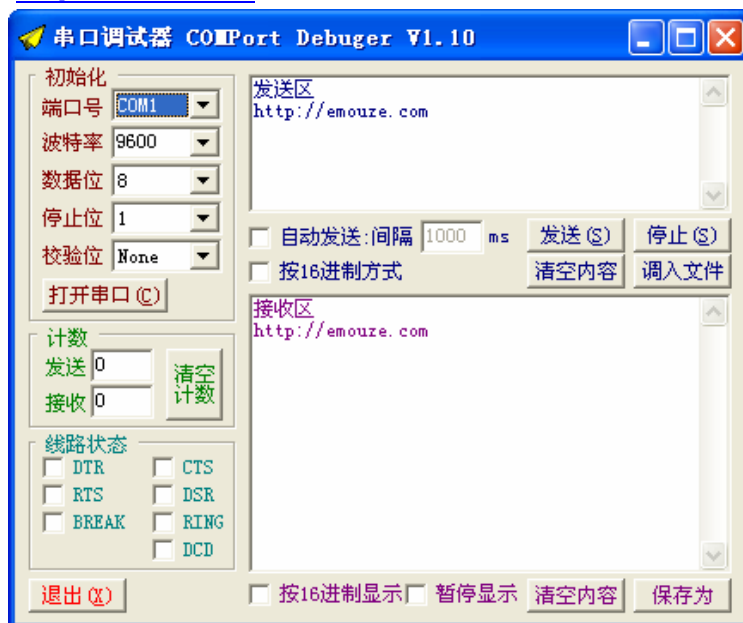 串口调试器 COMPort Debuger V1.10
初始化
端口号 COM1
波特率 9600
数据位 8
停止位 1
校验位 None
打开串口(C)
发送区
http://emouze.com
自动发送:间隔 1000 ms 发送(S) 停止(S)
按16进制方式 清空内容 调入文件
计数
发送 0
接收 0
清空
计数
接收区
http://emouze.com
线路状态
DTR CTS
RTS DSR
BREAK RING
DCD
退出(X) 按16进制显示 暂停显示 清空内容 保存为